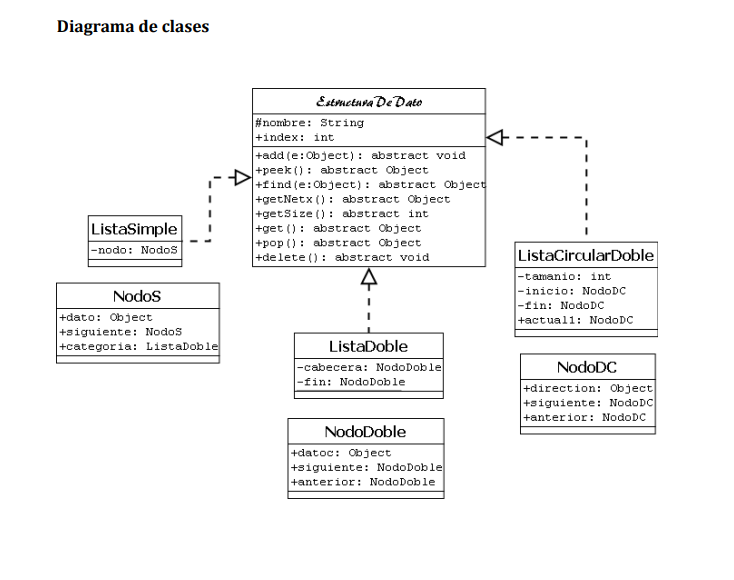 Diagrama de clases
EstructuraDeDato
#nombre: String
+index: int
+add(e:Object): abstract void
+peek(): abstract Object
+find(e:Object): abstract Object
+getNetx(): abstract Object
+getSize(): abstract int
+get(): abstract Object
+pop(): abstract Object
+delete(): abstract void
ListaSimple
-nodo: NodoS
NodoS
+dato: Object
+siguiente: NodoS
+categoria: ListaDoble
ListaDoble
-cabecera: NodoDoble
-fin: NodoDoble
NodoDoble
+datoc: Object
+siguiente: NodoDoble
+anterior: NodoDoble
ListaCircularDoble
-tamanio: int
-inicio: NodoDC
-fin: NodoDC
+actual1: NodoDC
NodoDC
+direction: Object
+siguiente: NodoDC
+anterior: NodoDC